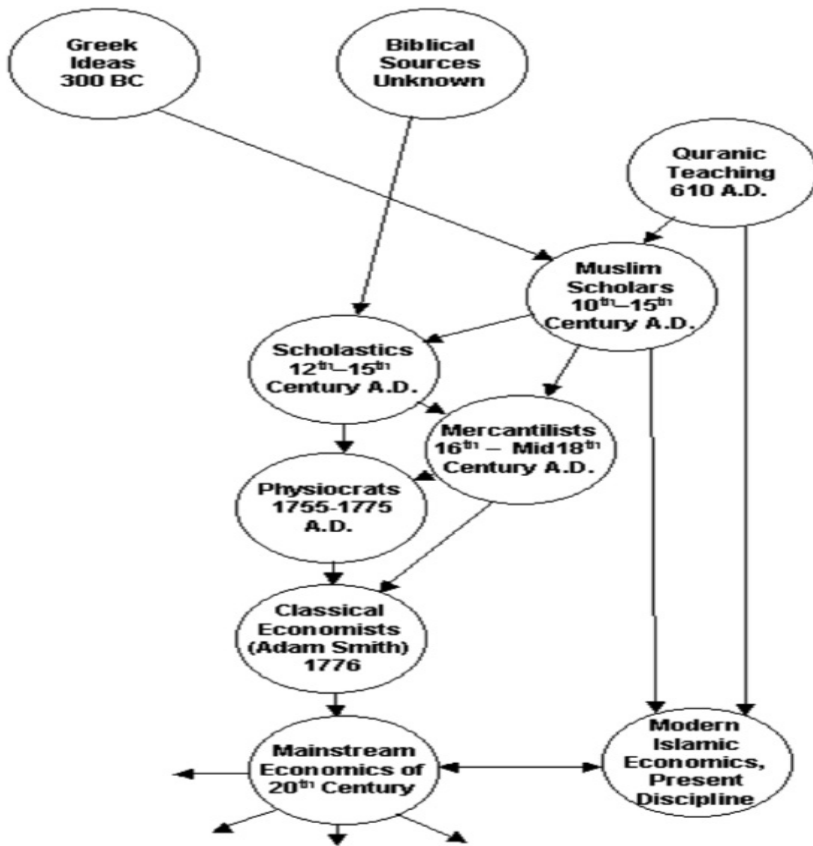 Greek
Ideas
300 BC
Biblical
Sources
Unknown
Quranic
Teaching
610 A.D.
Muslim
Scholars
10th–15th
Century A.D.
Scholastics
12th–15th
Century A.D.
Mercantilists
16th – Mid18th
Century A.D.
Physiocrats
1755-1775
A.D.
Classical
Economists
(Adam Smith)
1776
Mainstream
Economics of
20th Century
Modern
Islamic
Economics,
Present
Discipline